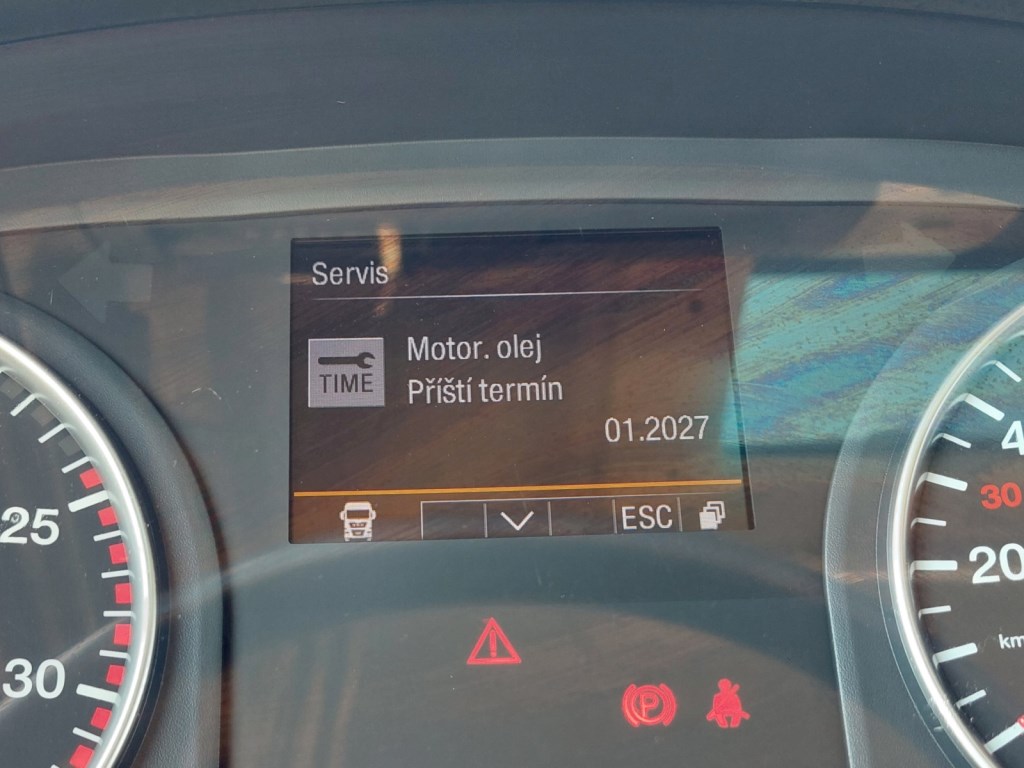 Servis
TIME
Motor. olej
Příští termín
01.2027
ESC
25
30
P
30
20